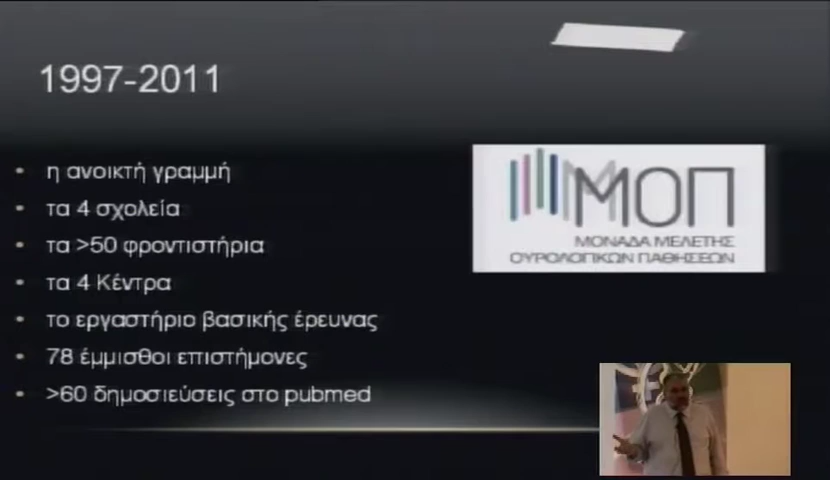 1997-2011
• η ανοικτή γραμμή
• τα 4 σχολεία
• τα >50 φροντιστήρια
• τα 4 Κέντρα
• το εργαστήριο βασικής έρευνας
• 78 έμμισθοι επιστήμονες
• >60 δημοσιεύσεις στο pubmed
ΜΟΠ
ΜΟΝΑΔΑ ΜΕΛΕΤΗΣ
ΟΥΡΟΛΟΓΙΚΩΝ ΠΑΘΗΣΕΩΝ